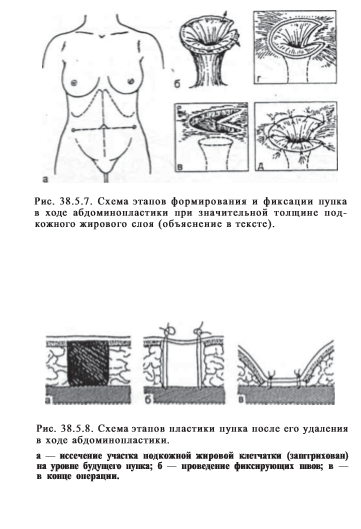 а
б
в
г
д
Рис. 38.5.7. Схема этапов формирования и фиксации пупка
в ходе абдоминопластики при значительной толщине под-
кожного жирового слоя (объяснение в тексте).
а
б
в
Рис. 38.5.8. Схема этапов пластики пупка после его удаления
в ходе абдоминопластики.
а — иссечение участка подкожной жировой клетчатки (заштрихован)
на уровне будущего пупка; б — проведение фиксирующих швов; в —
в конце операции.